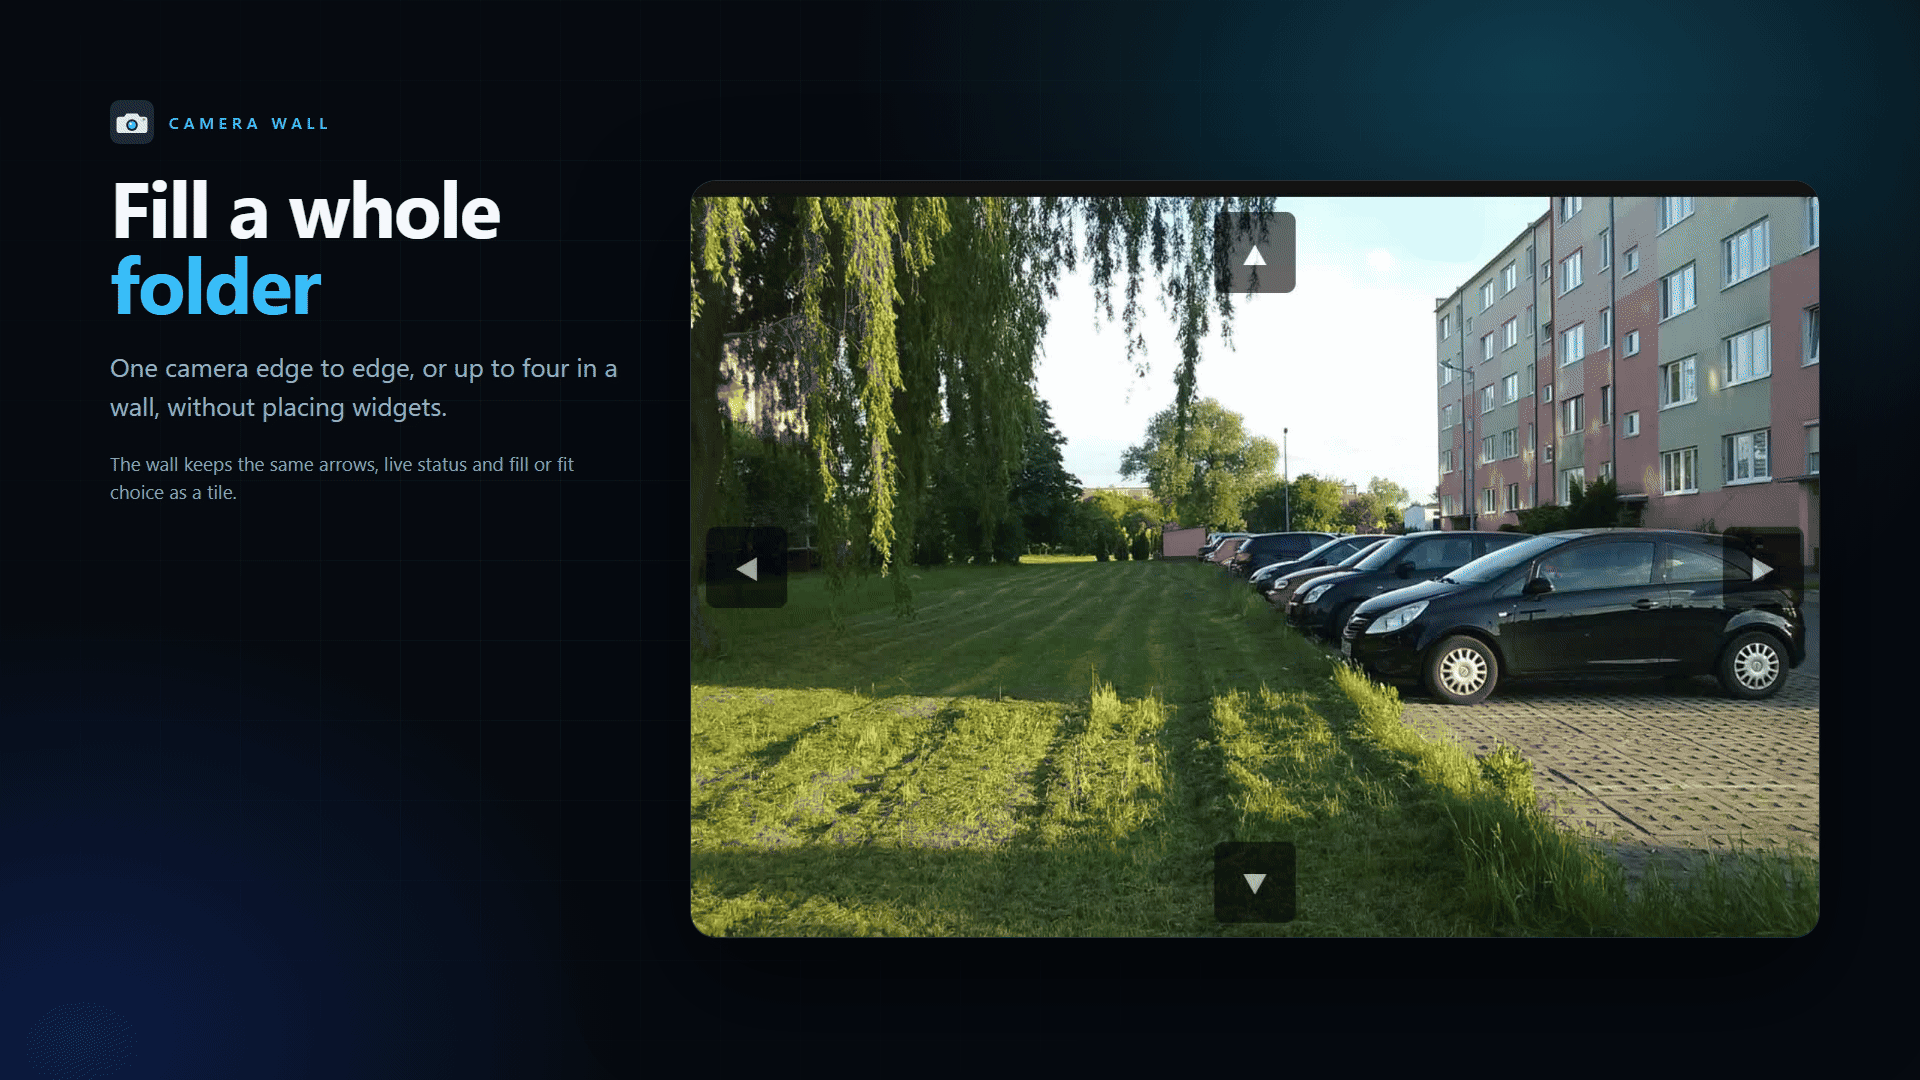 CAMERA WALL
Fill a whole
folder
One camera edge to edge, or up to four in a
wall, without placing widgets.
The wall keeps the same arrows, live status and fill or fit
choice as a tile.